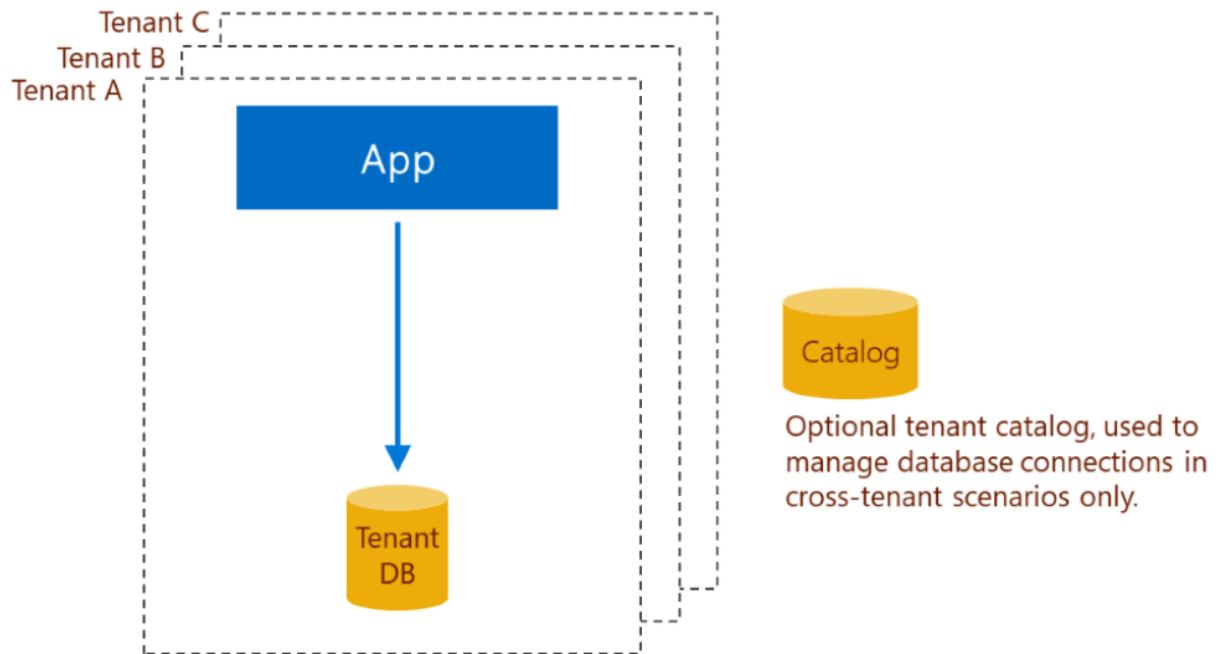 Tenant C
Tenant B
Tenant A
App
Catalog
Optional tenant catalog, used to
manage database connections in
cross-tenant scenarios only.
Tenant
DB